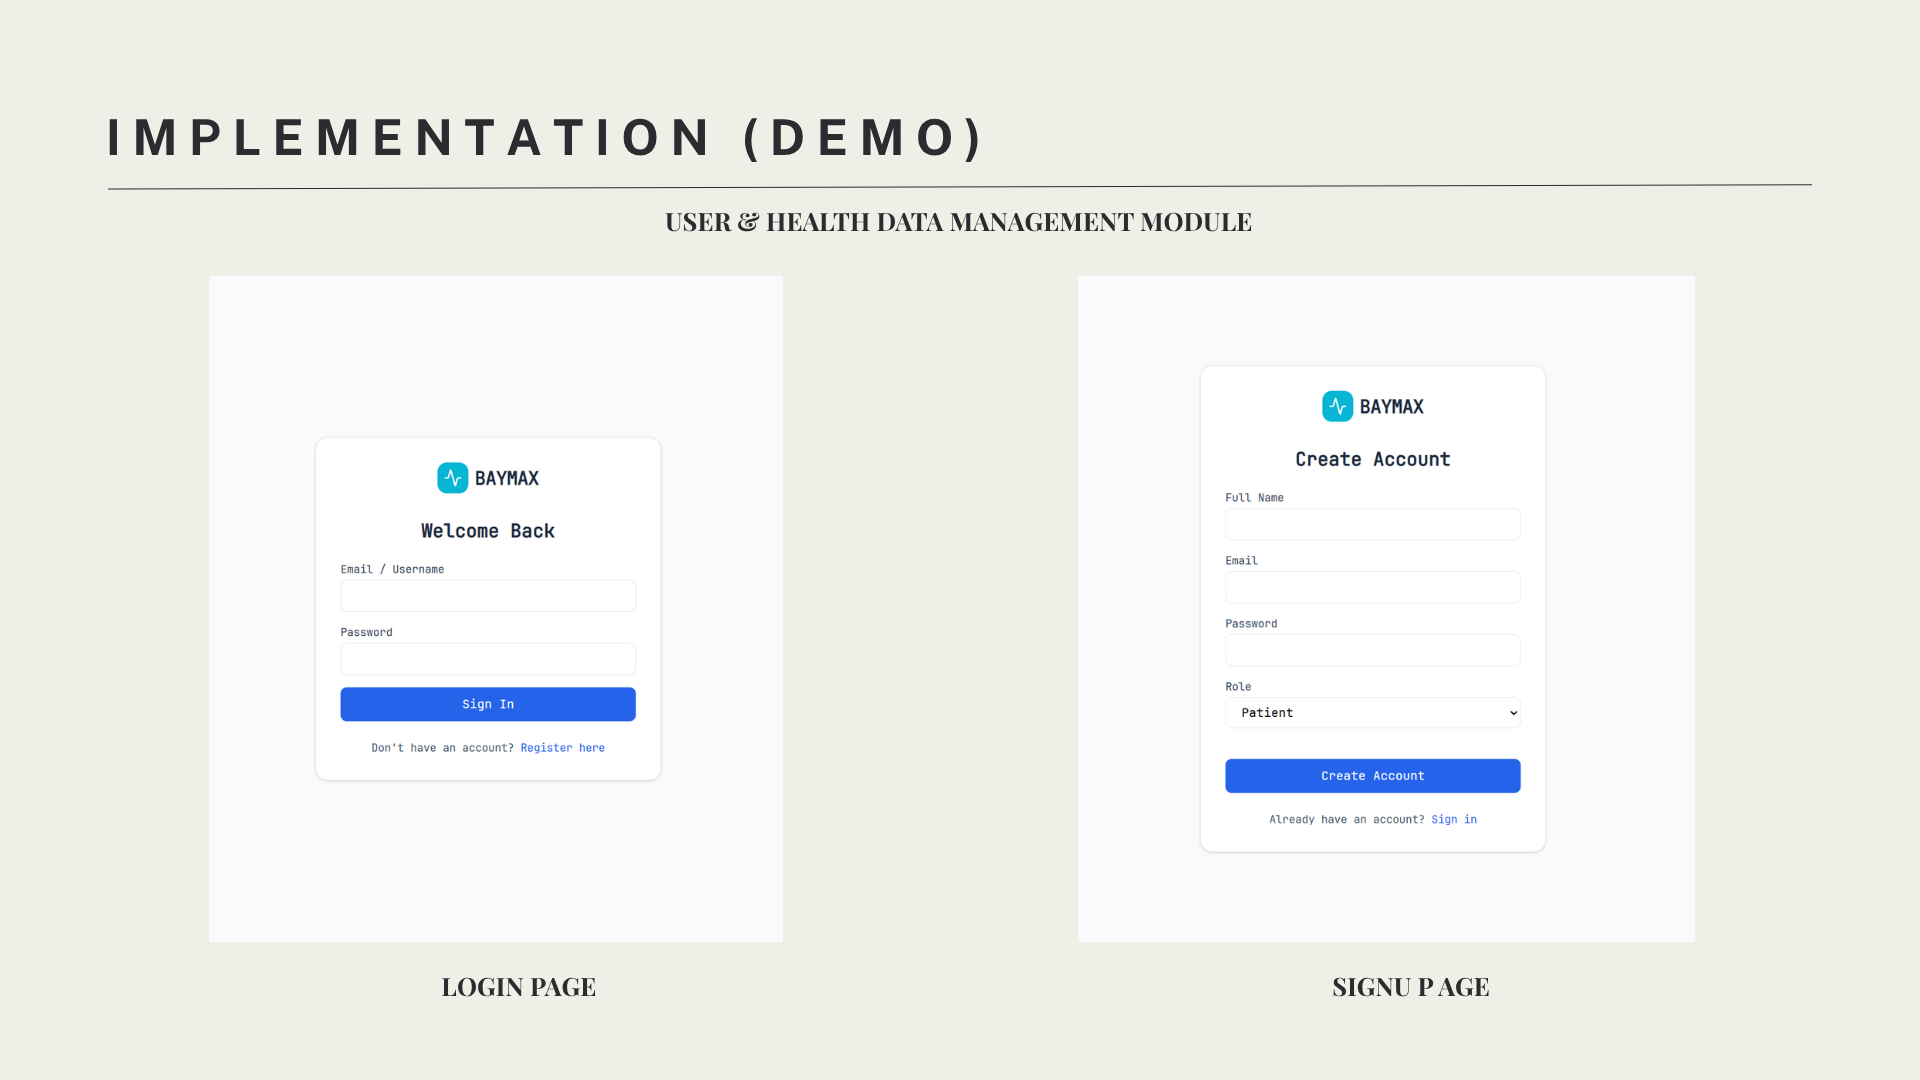 IMPLEMENTATION (DEMO)
USER & HEALTH DATA MANAGEMENT MODULE
BAYMAX
Welcome Back
Email / Username
Password
Sign In
Don't have an account? Register here
LOGIN PAGE
BAYMAX
Create Account
Full Name
Email
Password
Role
Patient
Create Account
Already have an account? Sign in
SIGNU P AGE